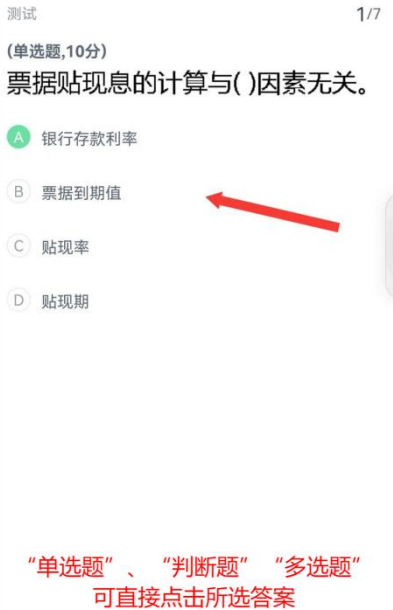 测试 1/7
(单选题,10分)
票据贴现息的计算与( )因素无关。
A 银行存款利率
B 票据到期值
C 贴现率
D 贴现期
“单选题”、“判断题”“多选题”
可直接点击所选答案